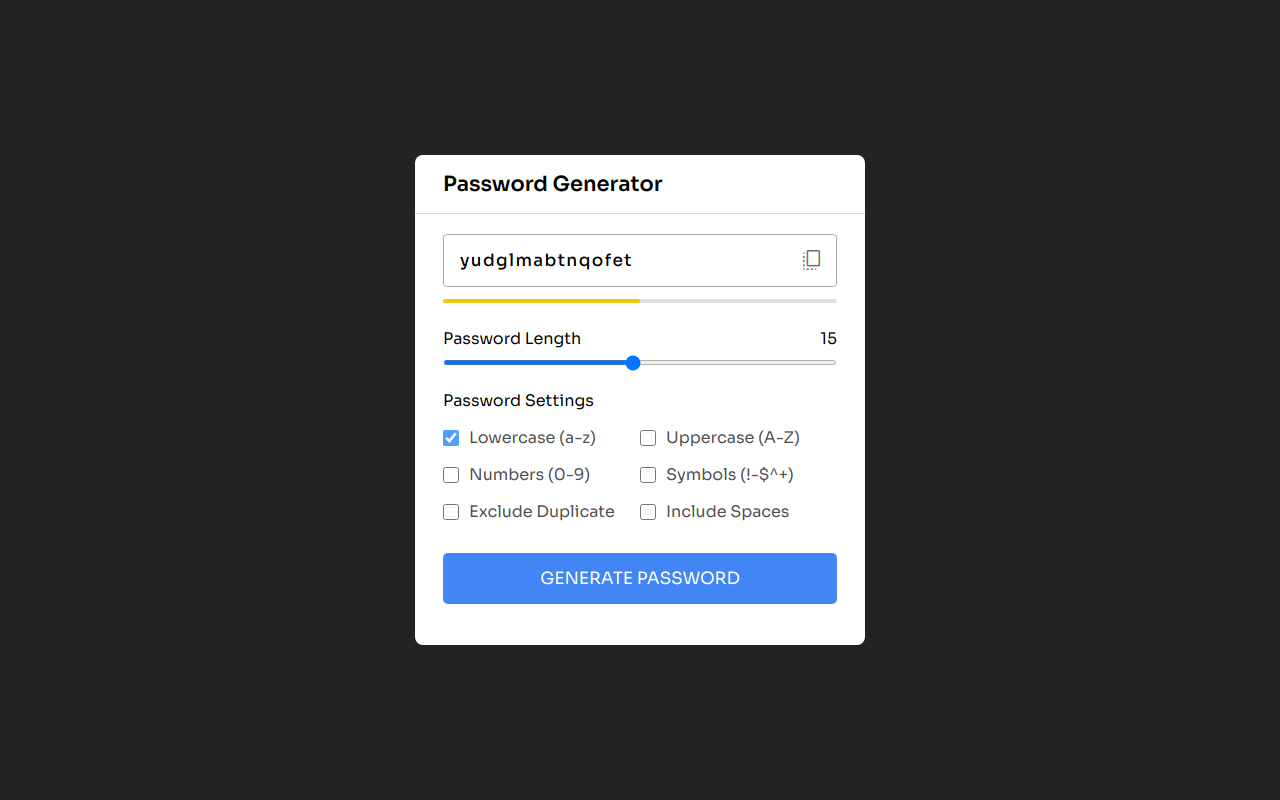 Password Generator
yudglmabtnqofet
Password Length 15
Password Settings
Lowercase (a-z) Uppercase (A-Z)
Numbers (0-9) Symbols (!-$^+)
Exclude Duplicate Include Spaces
GENERATE PASSWORD